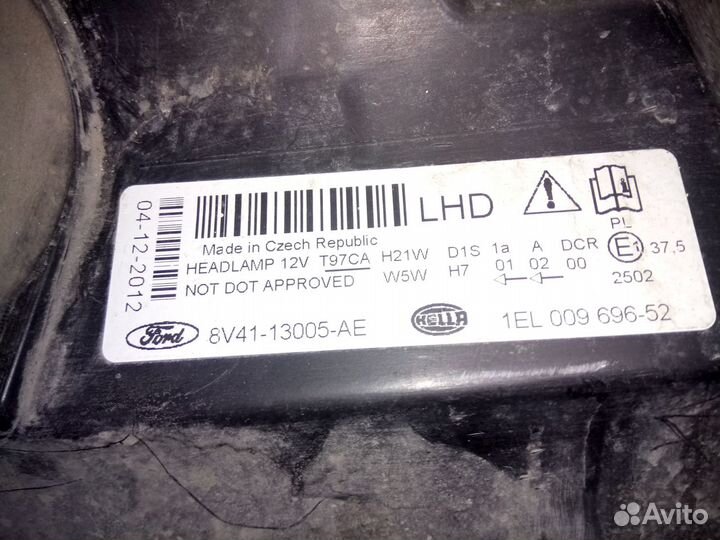 04-12-2012
LHD
PL
Made in Czech Republic
HEADLAMP 12V T97CA H21W D1S 1a A DCR E1 37,5
NOT DOT APPROVED W5W H7 01 02 00 2502
Ford 8V41-13005-AE HELLA 1EL 009 696-52
Avito